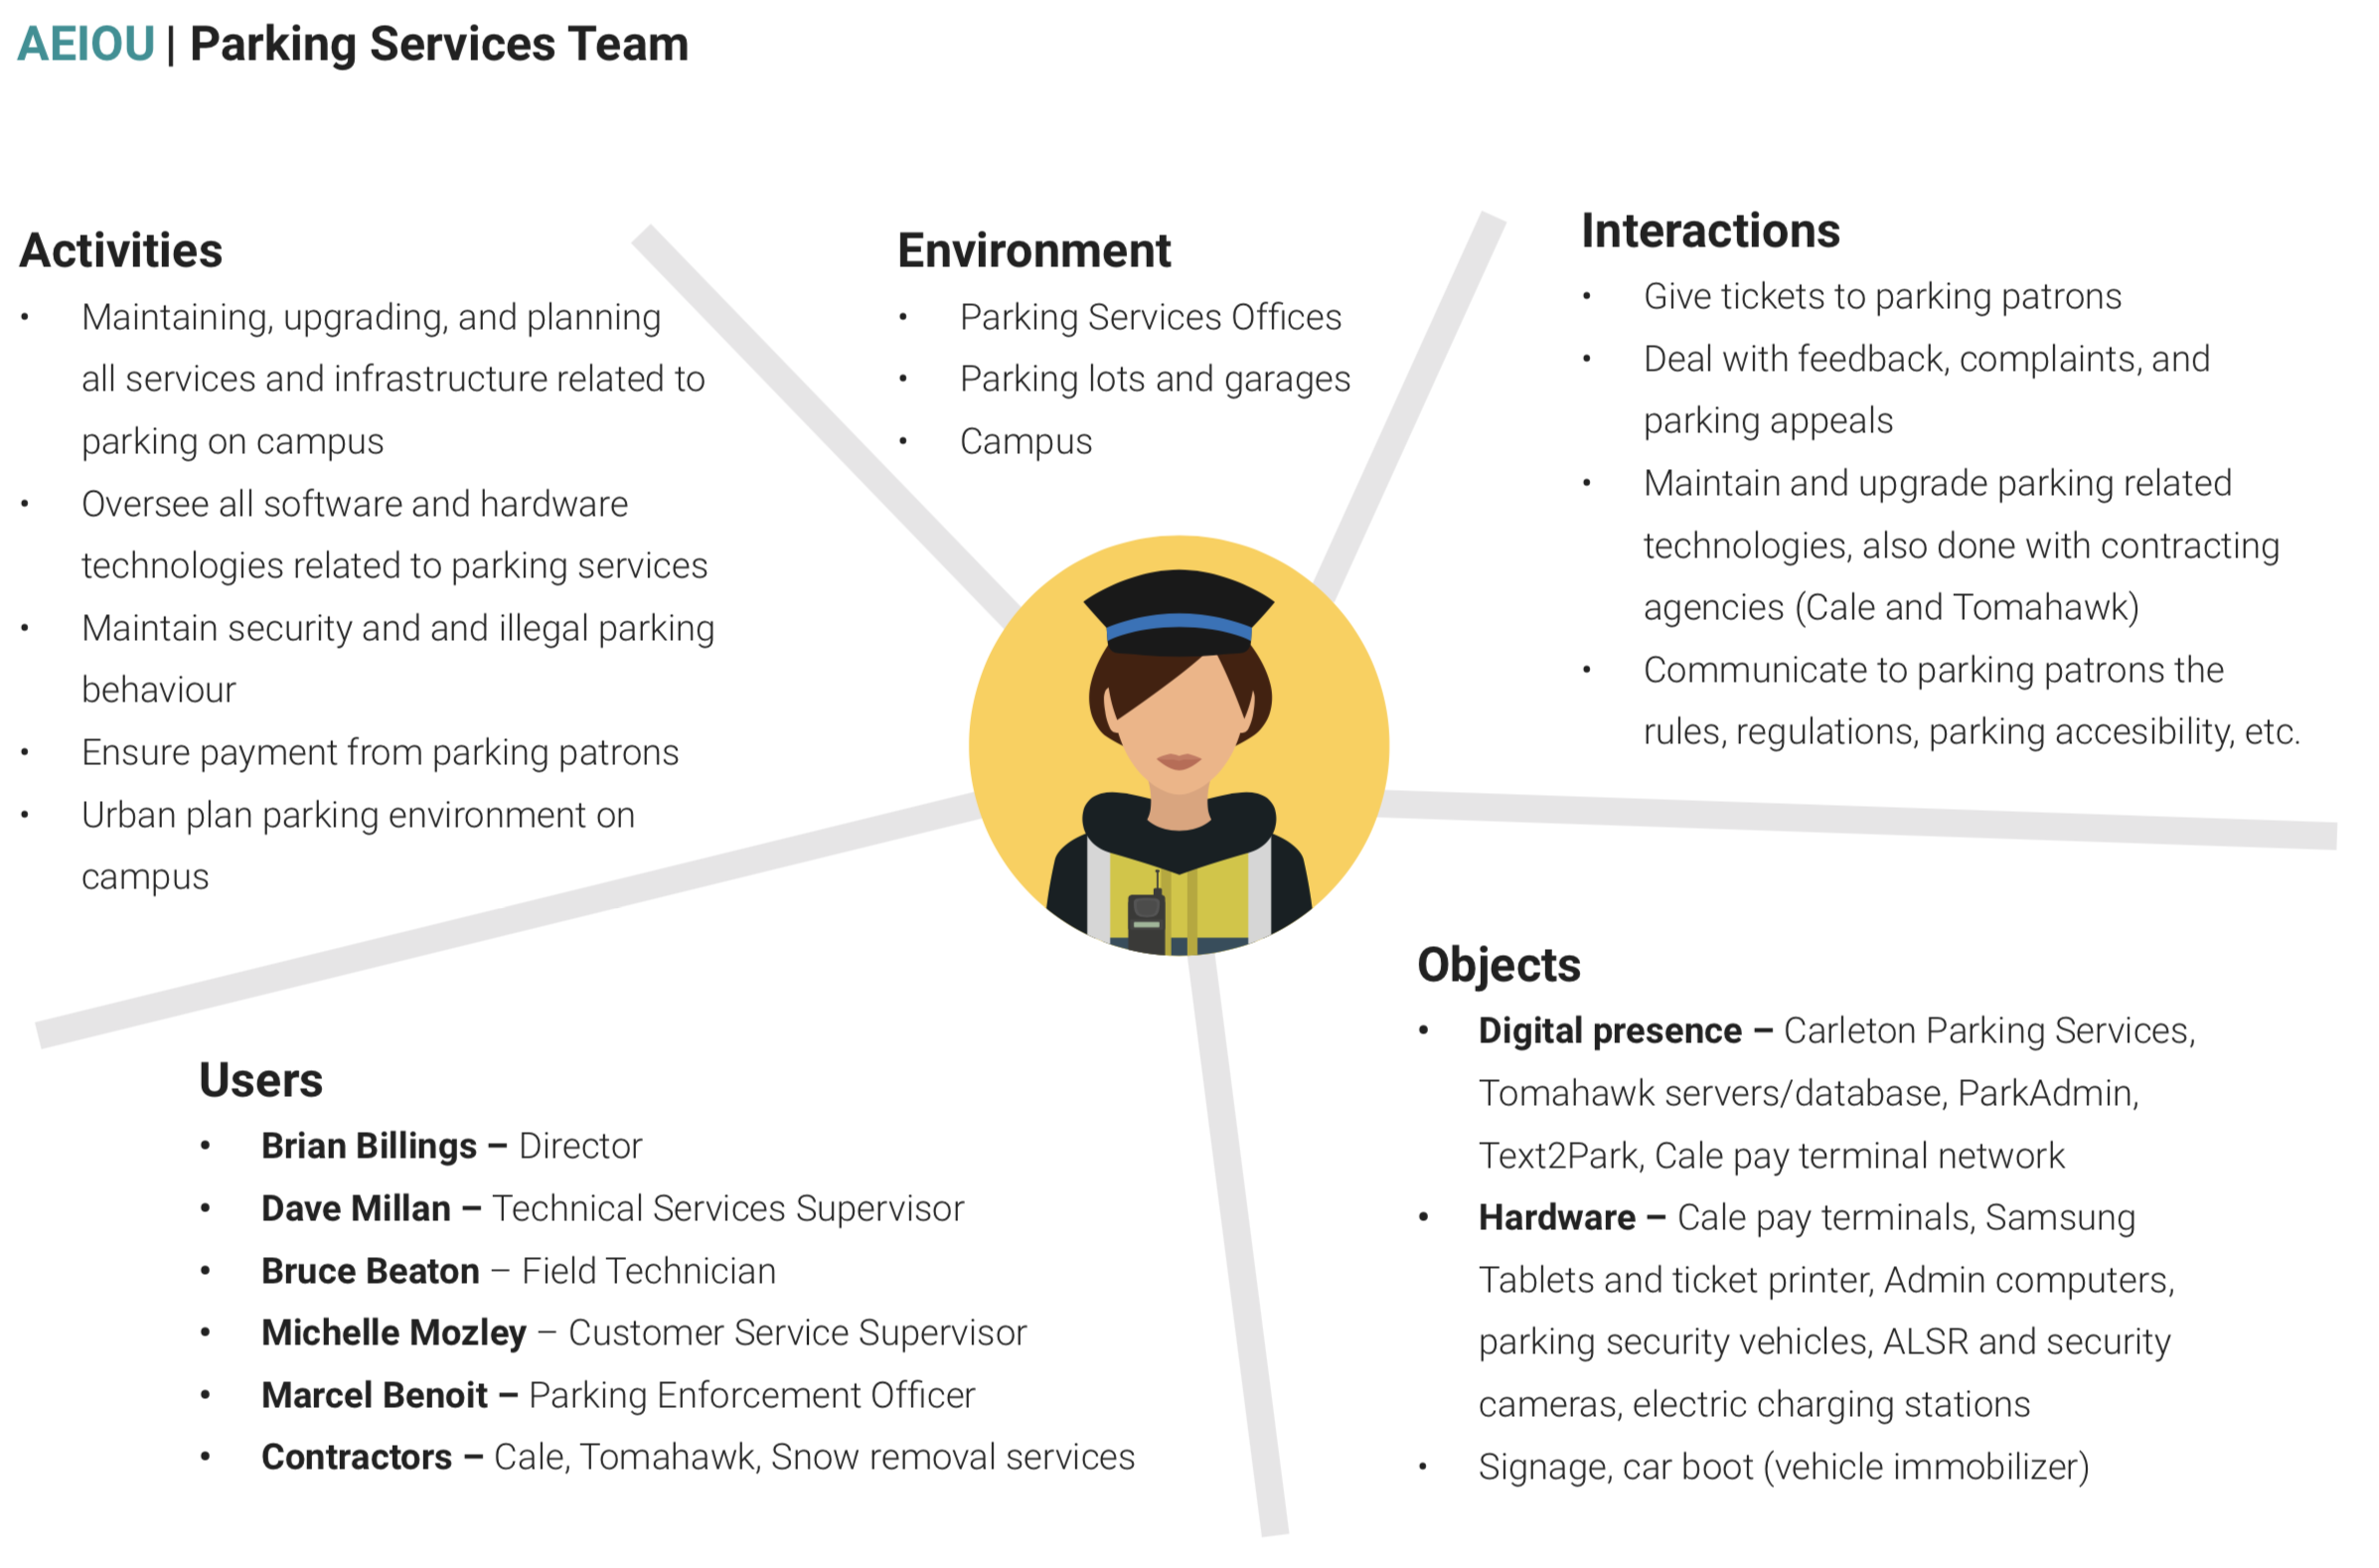 AEIOU | Parking Services Team
Activities
• Maintaining, upgrading, and planning
all services and infrastructure related to
parking on campus
• Oversee all software and hardware
technologies related to parking services
• Maintain security and and illegal parking
behaviour
• Ensure payment from parking patrons
• Urban plan parking environment on
campus
Environment
• Parking Services Offices
• Parking lots and garages
• Campus
Interactions
• Give tickets to parking patrons
• Deal with feedback, complaints, and
parking appeals
• Maintain and upgrade parking related
technologies, also done with contracting
agencies (Cale and Tomahawk)
• Communicate to parking patrons the
rules, regulations, parking accesibility, etc.
Objects
• Digital presence – Carleton Parking Services,
Tomahawk servers/database, ParkAdmin,
Text2Park, Cale pay terminal network
• Hardware – Cale pay terminals, Samsung
Tablets and ticket printer, Admin computers,
parking security vehicles, ALSR and security
cameras, electric charging stations
• Signage, car boot (vehicle immobilizer)
Users
• Brian Billings – Director
• Dave Millan – Technical Services Supervisor
• Bruce Beaton – Field Technician
• Michelle Mozley – Customer Service Supervisor
• Marcel Benoit – Parking Enforcement Officer
• Contractors – Cale, Tomahawk, Snow removal services